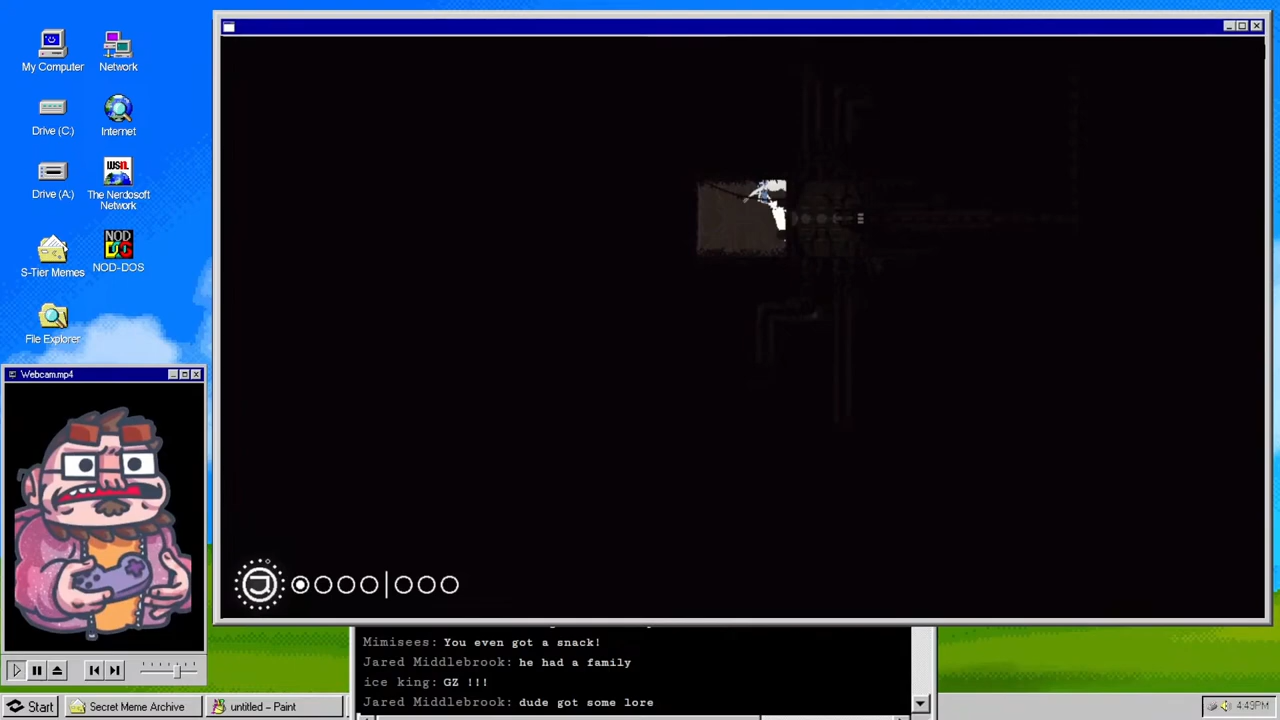 My Computer
Network
Drive (C:)
Internet
Drive (A:)
WSN
The Nerdosoft
Network
S-Tier Memes
NOD
NOD-DOS
File Explorer
Webcam.mp4
Mimisees: You even got a snack!
Jared Middlebrook: he had a family
ice king: GZ !!!
Jared Middlebrook: dude got some lore
Start
Secret Meme Archive
untitled – Paint
4:49PM